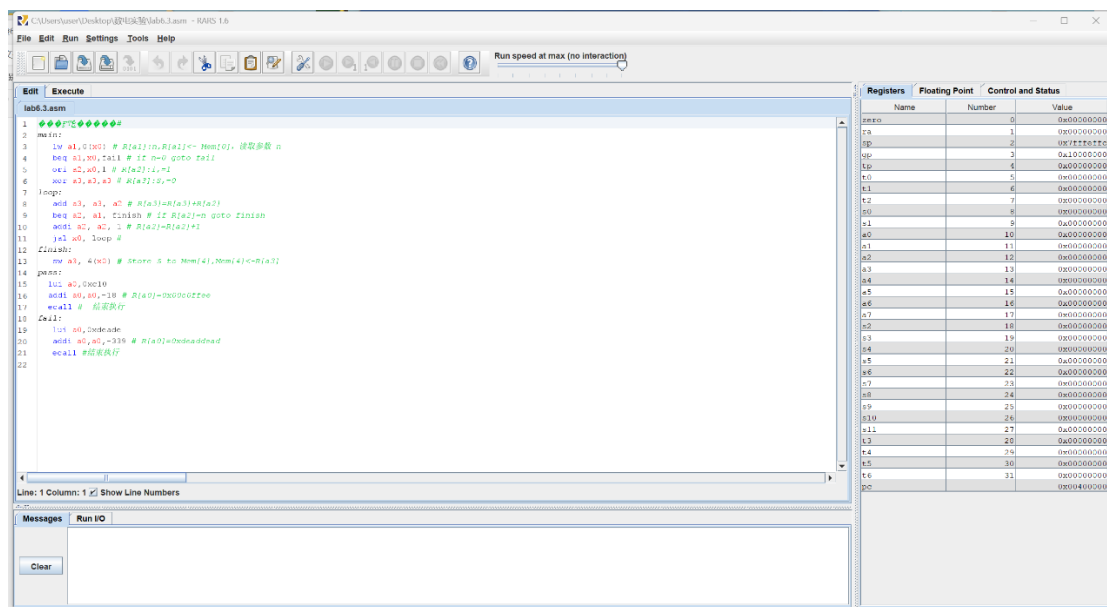 C:\Users\user\Desktop\数电实验\lab6.3.asm - RARS 1.6
File Edit Run Settings Tools Help
Run speed at max (no interaction)
Edit Execute
lab6.3.asm
1
2 main:
3 lw a1,0(x0) # R[a1]:n,R[a1]<- Mem[0], 读取参数 n
4 beq a1,x0,fail # if n=0 goto fail
5 ori a2,x0,1 # R[a2]:i,=1
6 xor a3,a3,a3 # R[a3]:S,=0
7 loop:
8 add a3, a3, a2 # R[a3]=R[a3]+R[a2]
9 beq a2, a1, finish # if R[a2]=n goto finish
10 addi a2, a2, 1 # R[a2]=R[a2]+1
11 jal x0, loop #
12 finish:
13 sw a3, 4(x0) # Store S to Mem[4],Mem[4]<-R[a3]
14 pass:
15 lui a0,0xc10
16 addi a0,a0,-18 # R[a0]=0x00c0ffee
17 ecall # 结束执行
18 fail:
19 lui a0,0xdeade
20 addi a0,a0,-339 # R[a0]=0xdeaddead
21 ecall #结束执行
22
Line: 1 Column: 1 Show Line Numbers
Messages Run I/O
Clear
Registers Floating Point Control and Status
Name Number Value
zero 0 0x00000000
ra 1 0x00000000
sp 2 0x7fffeffc
gp 3 0x10000000
tp 4 0x00000000
t0 5 0x00000000
t1 6 0x00000000
t2 7 0x00000000
s0 8 0x00000000
s1 9 0x00000000
a0 10 0x00000000
a1 11 0x00000000
a2 12 0x00000000
a3 13 0x00000000
a4 14 0x00000000
a5 15 0x00000000
a6 16 0x00000000
a7 17 0x00000000
s2 18 0x00000000
s3 19 0x00000000
s4 20 0x00000000
s5 21 0x00000000
s6 22 0x00000000
s7 23 0x00000000
s8 24 0x00000000
s9 25 0x00000000
s10 26 0x00000000
s11 27 0x00000000
t3 28 0x00000000
t4 29 0x00000000
t5 30 0x00000000
t6 31 0x00000000
pc 0x00400000